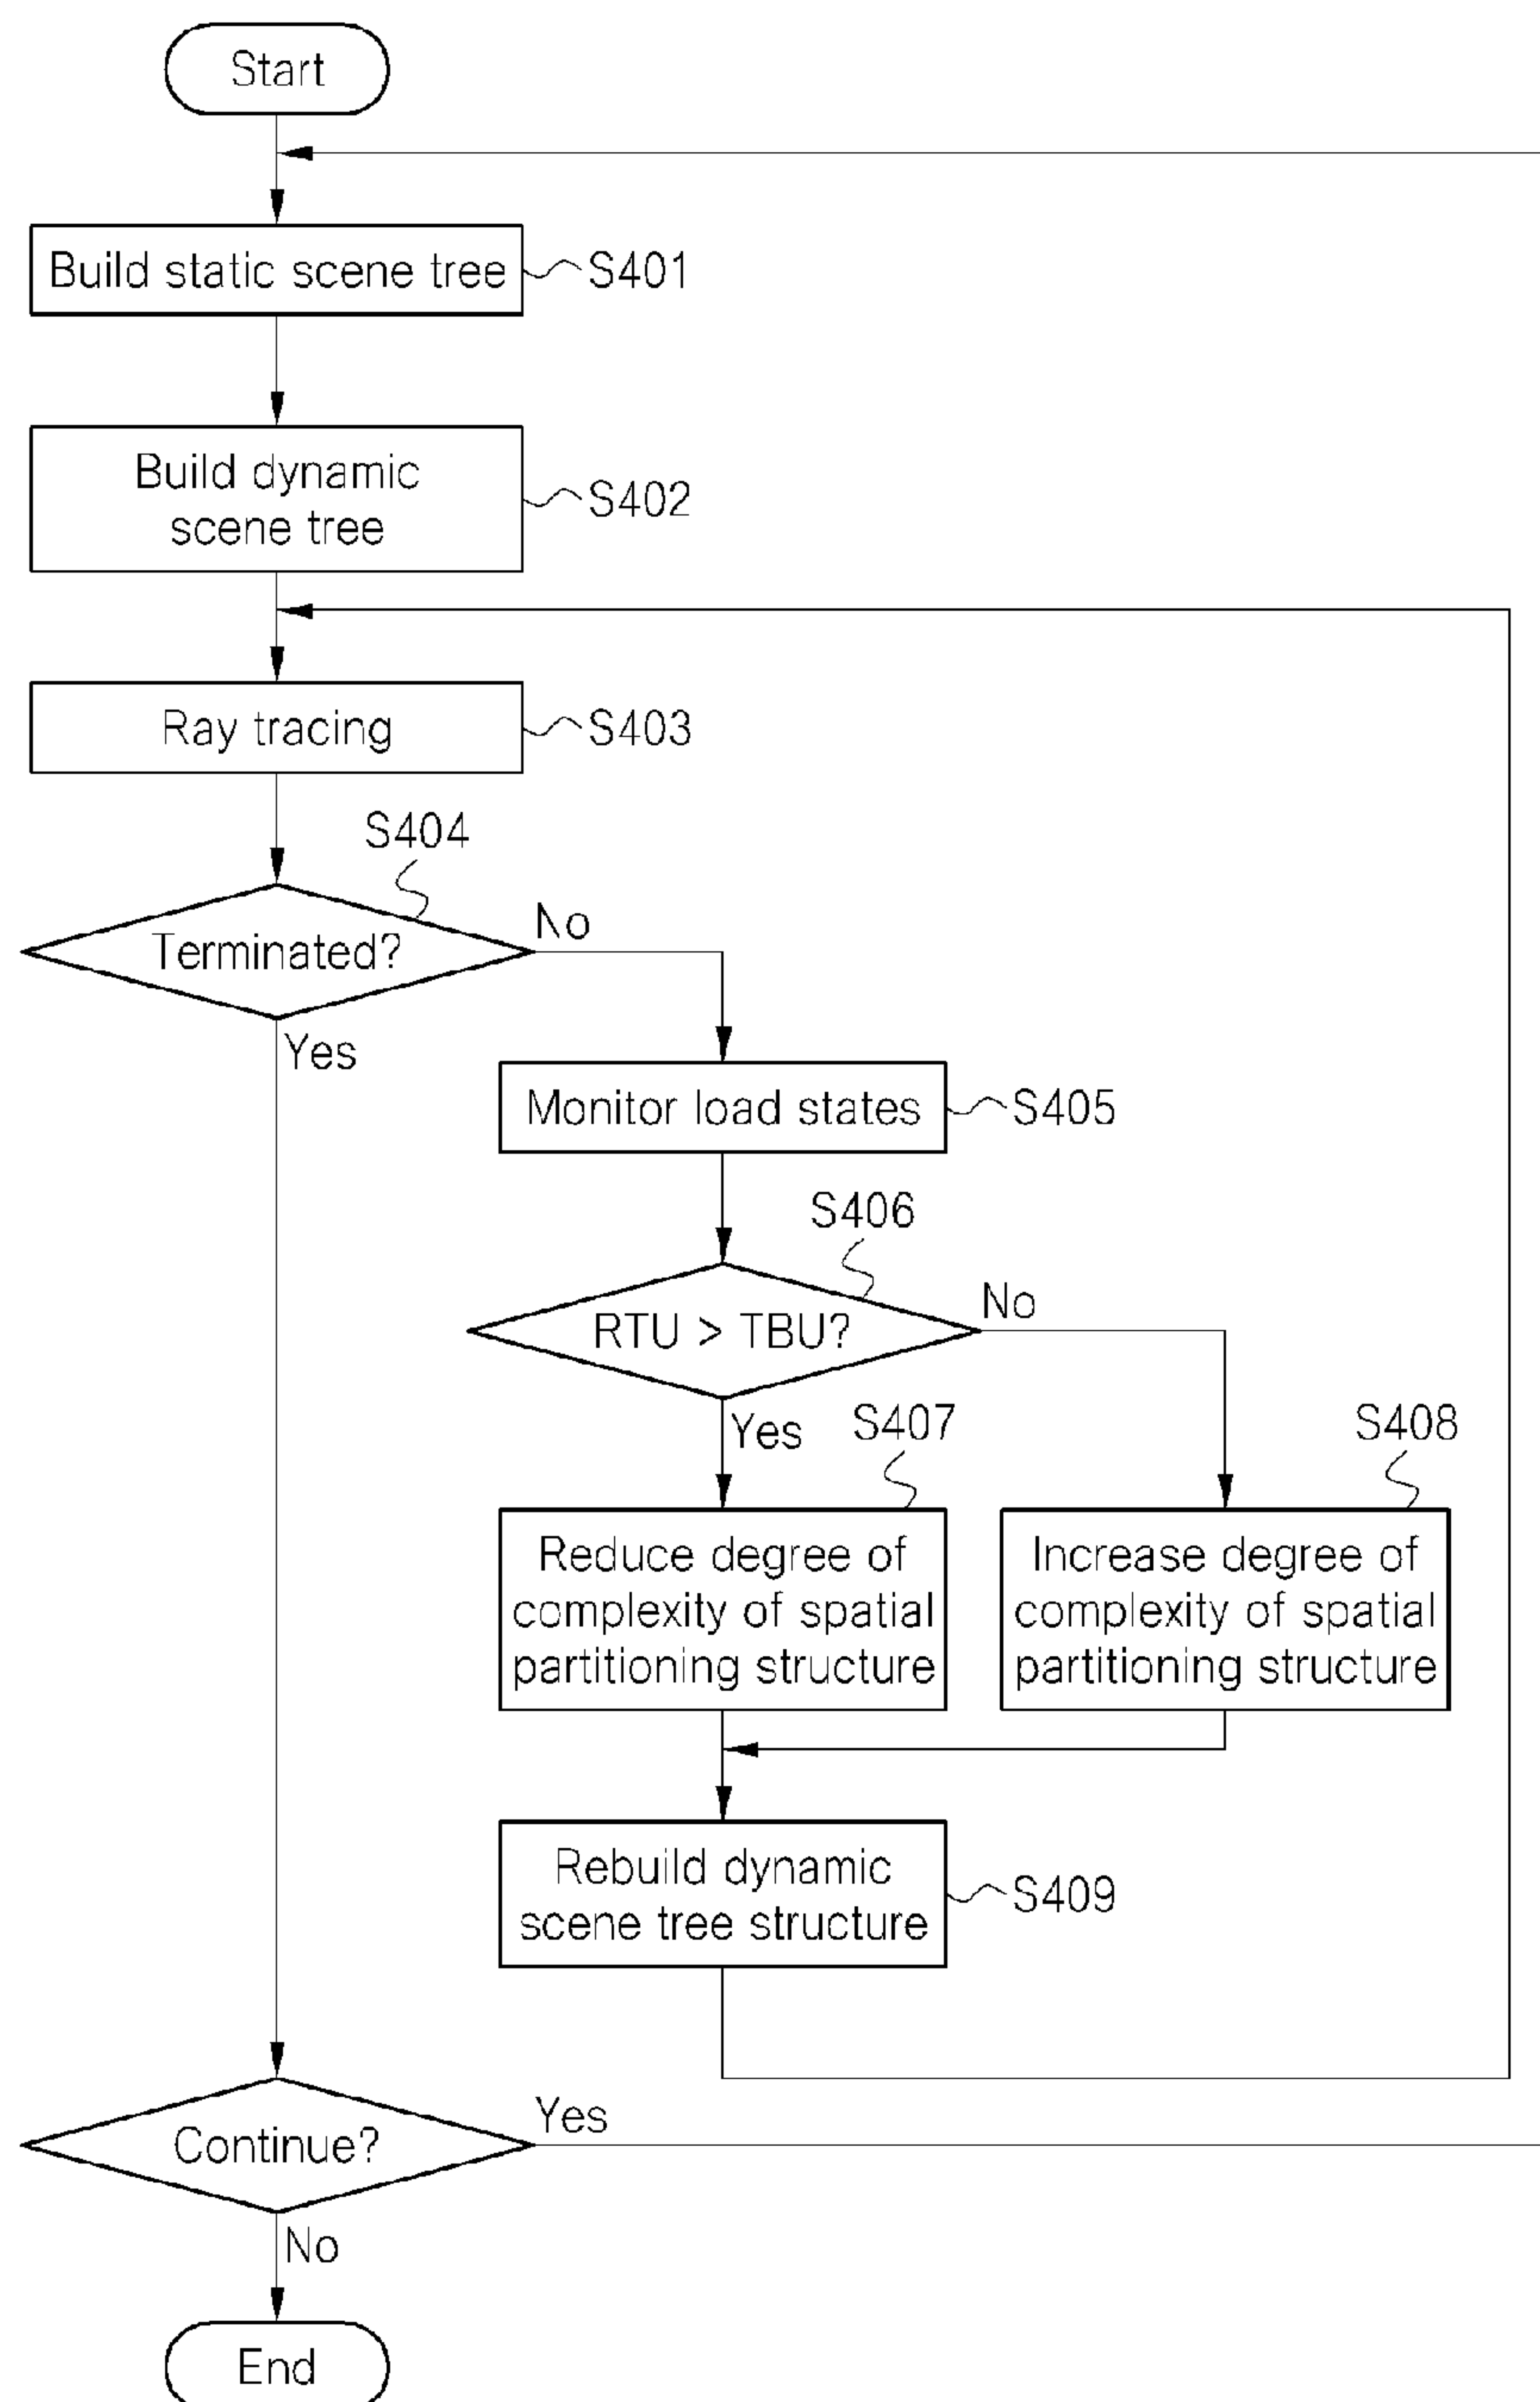 Start
Build static scene tree
S401
Build dynamic
scene tree
S402
Ray tracing
S403
S404
Terminated?
No
Yes
Monitor load states
S405
S406
RTU > TBU?
No
Yes
S407
S408
Reduce degree of
complexity of spatial
partitioning structure
Increase degree of
complexity of spatial
partitioning structure
Rebuild dynamic
scene tree structure
S409
Continue?
Yes
No
End